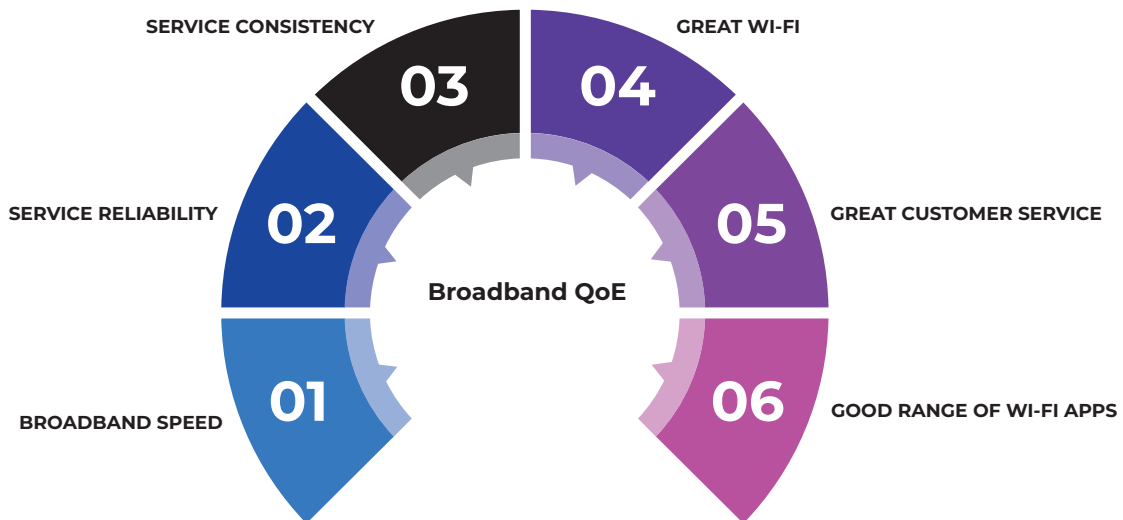 SERVICE CONSISTENCY
03
04
GREAT WI-FI
SERVICE RELIABILITY
02
05
GREAT CUSTOMER SERVICE
Broadband QoE
BROADBAND SPEED
01
06
GOOD RANGE OF WI-FI APPS